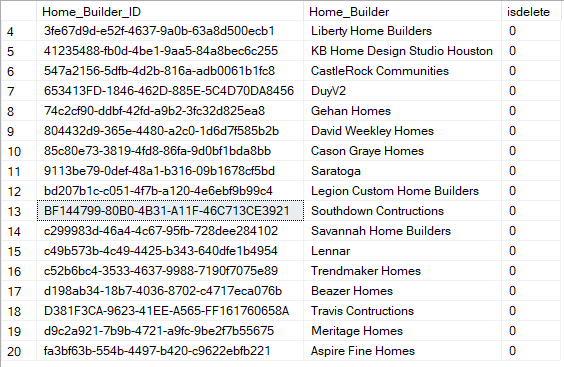 Home_Builder_ID Home_Builder isdelete
4 3fe67d9d-e52f-4637-9a0b-63a8d500ecb1 Liberty Home Builders 0
5 41235488-fb0d-4be1-9aa5-84a8bec6c255 KB Home Design Studio Houston 0
6 547a2156-5dfb-4d2b-816a-adb0061b1fc8 CastleRock Communities 0
7 653413FD-1846-462D-885E-5C4D70DA8456 DuyV2 0
8 74c2cf90-ddbf-42fd-a9b2-3fc32d825ea8 Gehan Homes 0
9 804432d9-365e-4480-a2c0-1d6d7f585b2b David Weekley Homes 0
10 85c80e73-3819-4fd8-86fa-9d0bf1bda8bb Cason Graye Homes 0
11 9113be79-0def-48a1-b316-09b1678cf5bd Saratoga 0
12 bd207b1c-c051-4f7b-a120-4e6ebf9b99c4 Legion Custom Home Builders 0
13 BF144799-80B0-4B31-A11F-46C713CE3921 Southdown Contructions 0
14 c299983d-46a4-4c67-95fb-728dee284102 Savannah Home Builders 0
15 c49b573b-4c49-4425-b343-640dfe1b4954 Lennar 0
16 c52b6bc4-3533-4637-9988-7190f7075e89 Trendmaker Homes 0
17 d198ab34-18b7-4036-8702-c4717eca076b Beazer Homes 0
18 D381F3CA-9623-41EE-A565-FF161760658A Travis Contructions 0
19 d9c2a921-7b9b-4721-a9fc-9be2f7b55675 Meritage Homes 0
20 fa3bf63b-554b-4497-b420-c9622ebfb221 Aspire Fine Homes 0